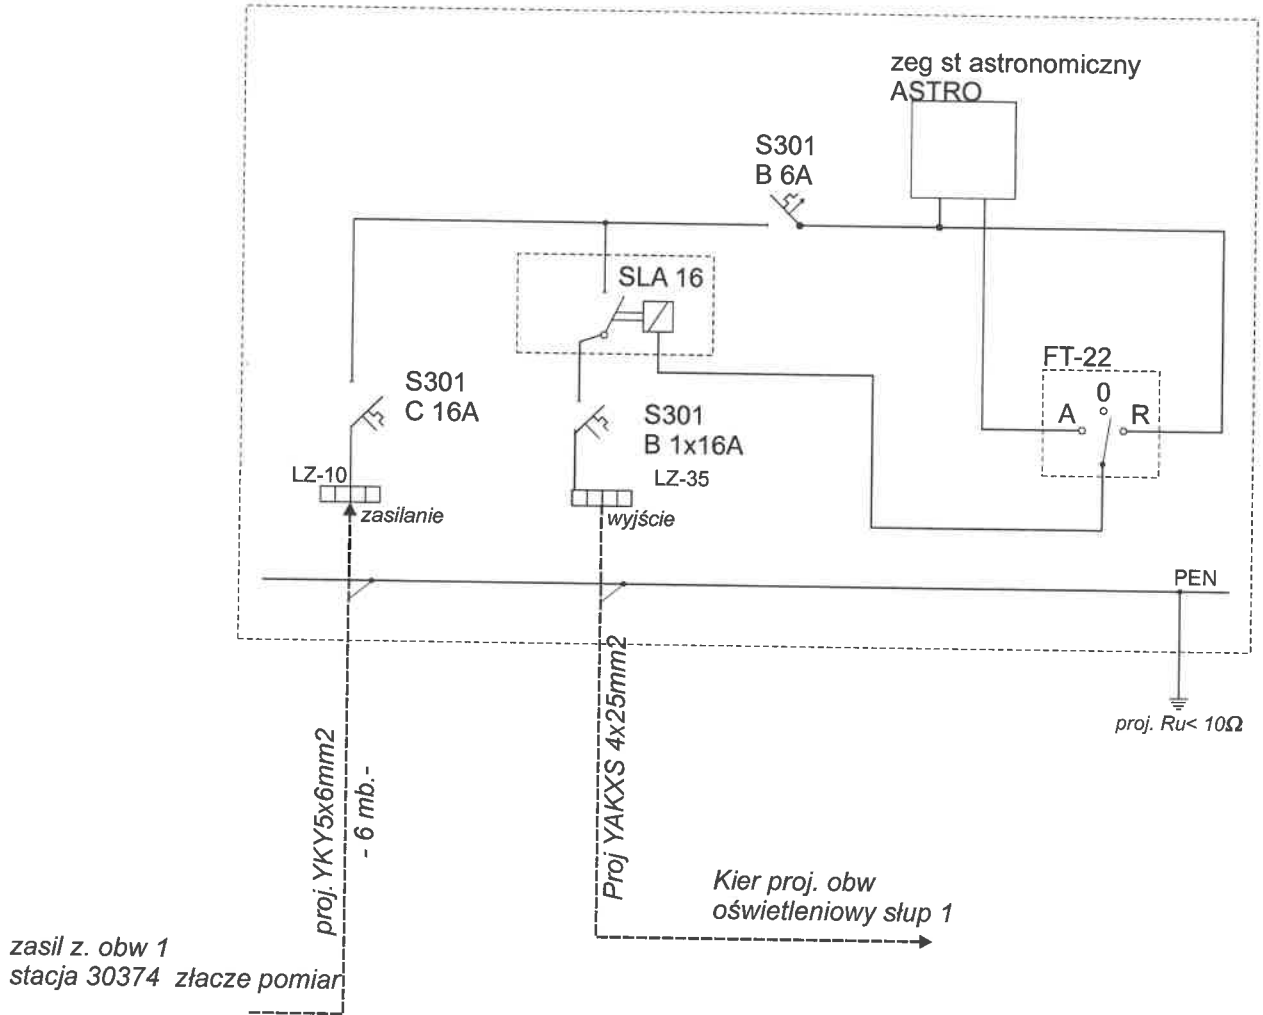 zeg st astronomiczny
ASTRO
S301
B 6A
SLA 16
FT-22
0
A
R
S301
C 16A
S301
B 1x16A
LZ-10
LZ-35
zasilanie
wyjście
PEN
proj. Ru< 10Ω
proj. YKY5x6mm2
- 6 mb.-
Proj YAKXS 4x25mm2
Kier proj. obw
oświetleniowy słup 1
zasil z. obw 1
stacja 30374 złacze pomiar